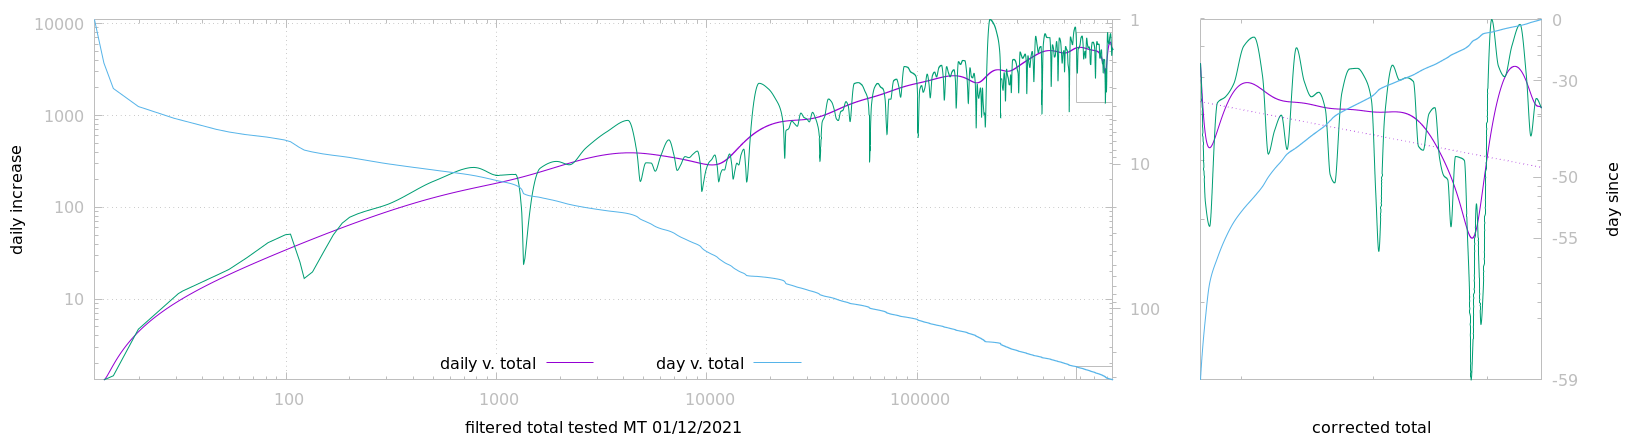 daily increase
10000
1000
100
10
100
1000
10000
100000
1
10
100
daily v. total
day v. total
filtered total tested MT 01/12/2021
0
-30
-50
-55
-59
day since
corrected total